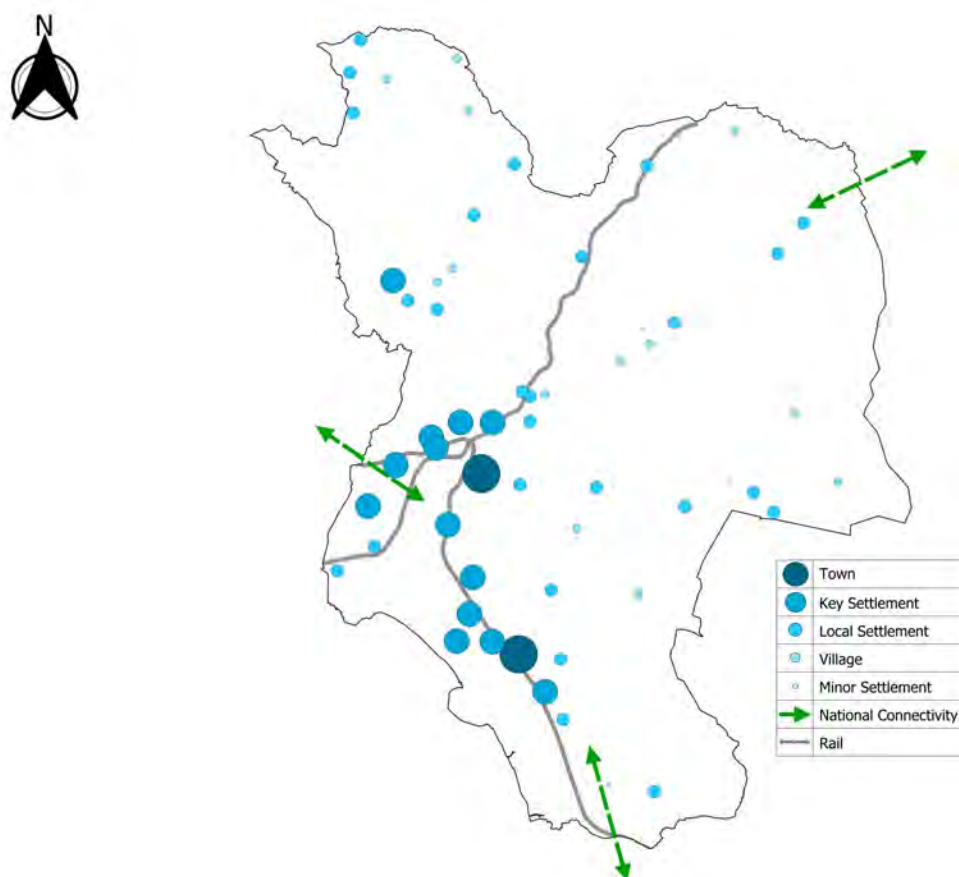 N
Town
Key Settlement
Local Settlement
Village
Minor Settlement
National Connectivity
Rail